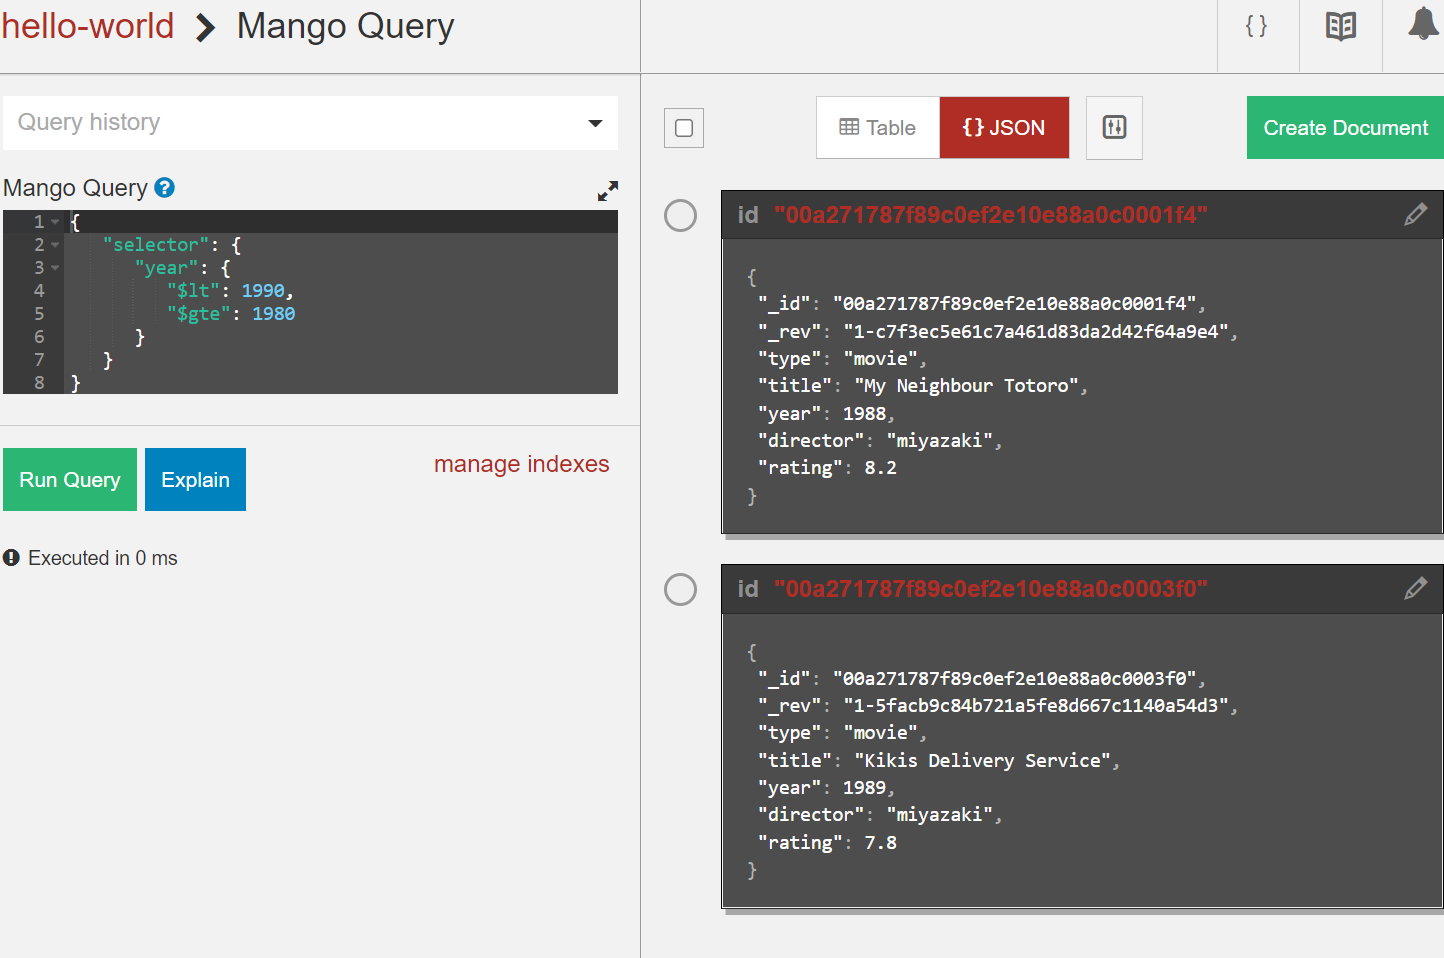 hello-world > Mango Query
{ }
Query history
Mango Query ?
1 {
2 "selector": {
3 "year": {
4 "$lt": 1990,
5 "$gte": 1980
6 }
7 }
8 }
Run Query
Explain
manage indexes
Executed in 0 ms
Table
{} JSON
Create Document
id "00a271787f89c0ef2e10e88a0c0001f4"
{
"_id": "00a271787f89c0ef2e10e88a0c0001f4",
"_rev": "1-c7f3ec5e61c7a461d83da2d42f64a9e4",
"type": "movie",
"title": "My Neighbour Totoro",
"year": 1988,
"director": "miyazaki",
"rating": 8.2
}
id "00a271787f89c0ef2e10e88a0c0003f0"
{
"_id": "00a271787f89c0ef2e10e88a0c0003f0",
"_rev": "1-5facb9c84b721a5fe8d667c1140a54d3",
"type": "movie",
"title": "Kikis Delivery Service",
"year": 1989,
"director": "miyazaki",
"rating": 7.8
}